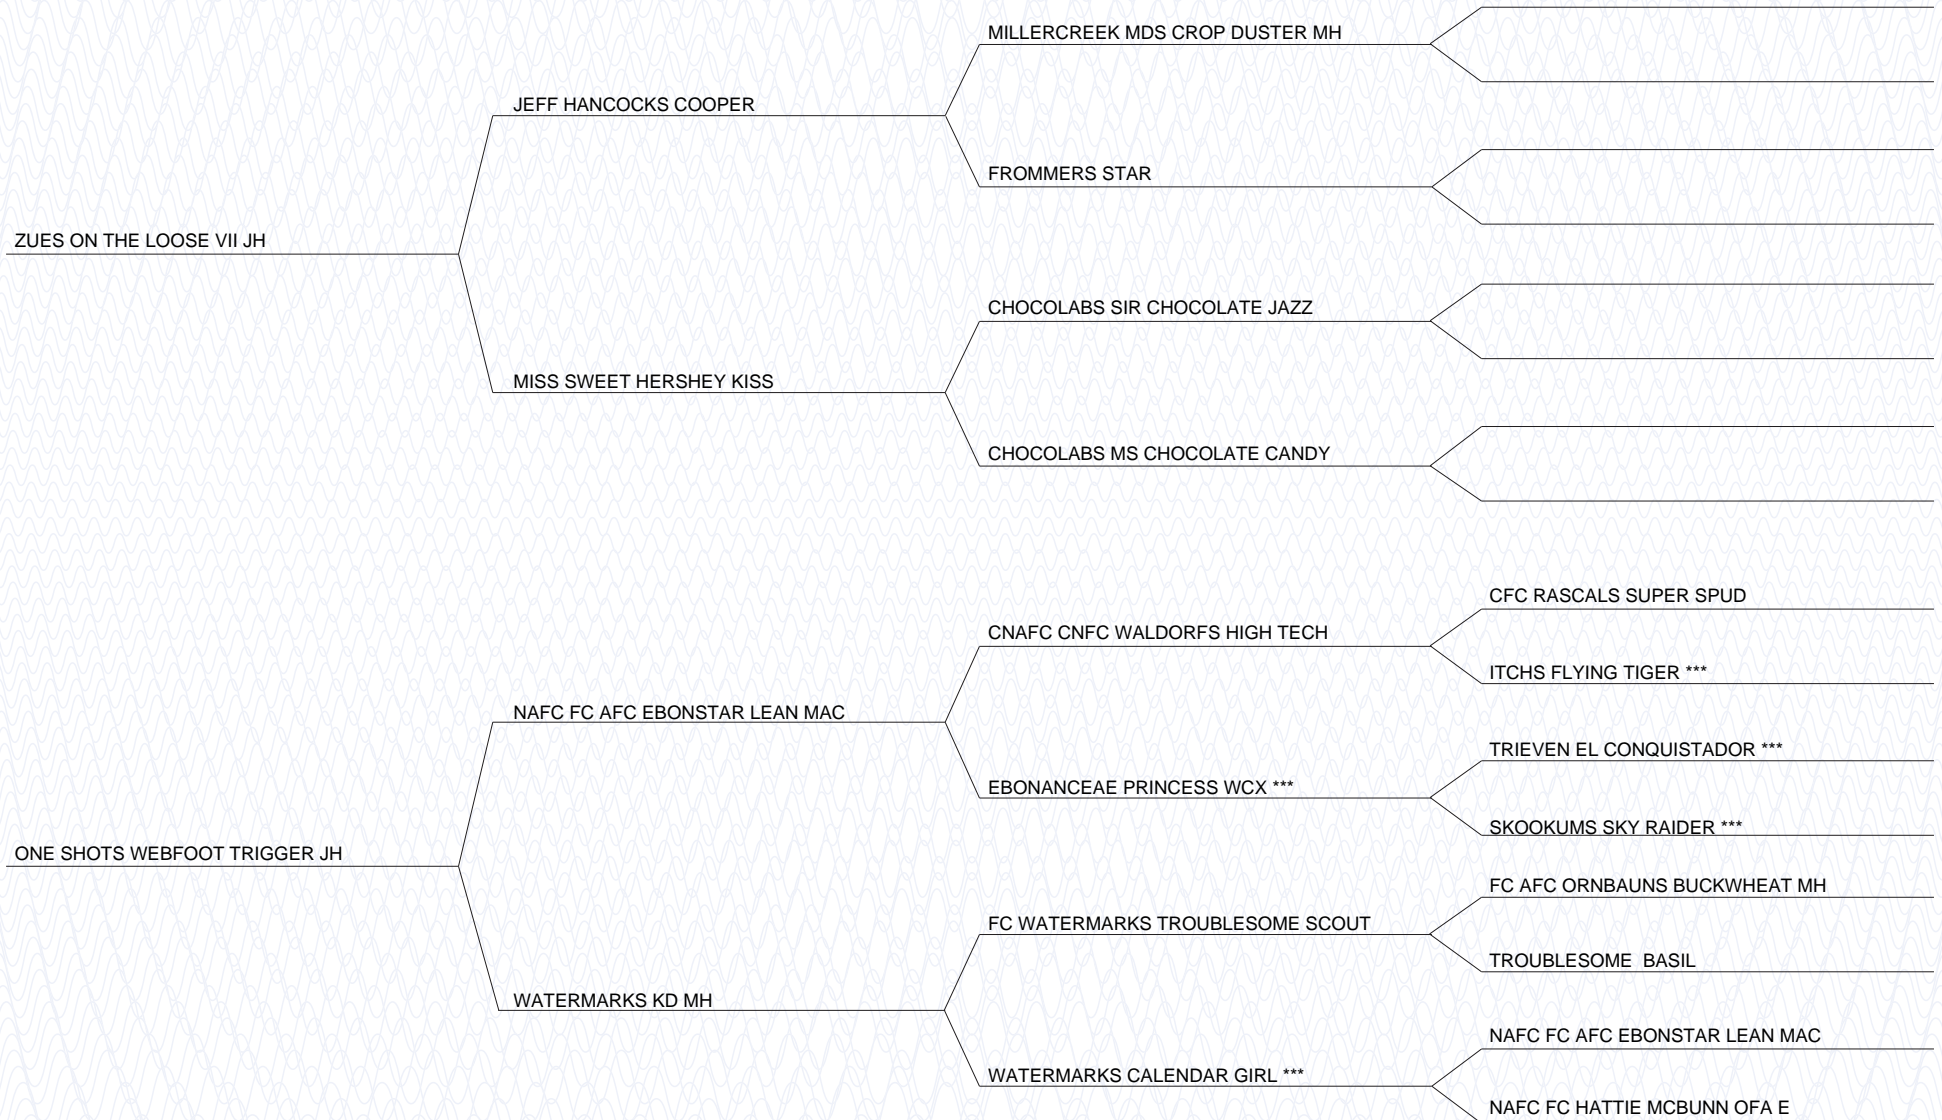 MILLERCREEK MDS CROP DUSTER MH
JEFF HANCOCKS COOPER
FROMMERS STAR
ZUES ON THE LOOSE VII JH
CHOCOLABS SIR CHOCOLATE JAZZ
MISS SWEET HERSHEY KISS
CHOCOLABS MS CHOCOLATE CANDY
CFC RASCALS SUPER SPUD
CNAFC CNFC WALDORFS HIGH TECH
ITCHS FLYING TIGER ***
NAFC FC AFC EBONSTAR LEAN MAC
TRIEVEN EL CONQUISTADOR ***
EBONANCEAE PRINCESS WCX ***
SKOOKUMS SKY RAIDER ***
ONE SHOTS WEBFOOT TRIGGER JH
FC AFC ORNBAUNS BUCKWHEAT MH
FC WATERMARKS TROUBLESOME SCOUT
TROUBLESOME  BASIL
WATERMARKS KD MH
NAFC FC AFC EBONSTAR LEAN MAC
WATERMARKS CALENDAR GIRL ***
NAFC FC HATTIE MCBUNN OFA E